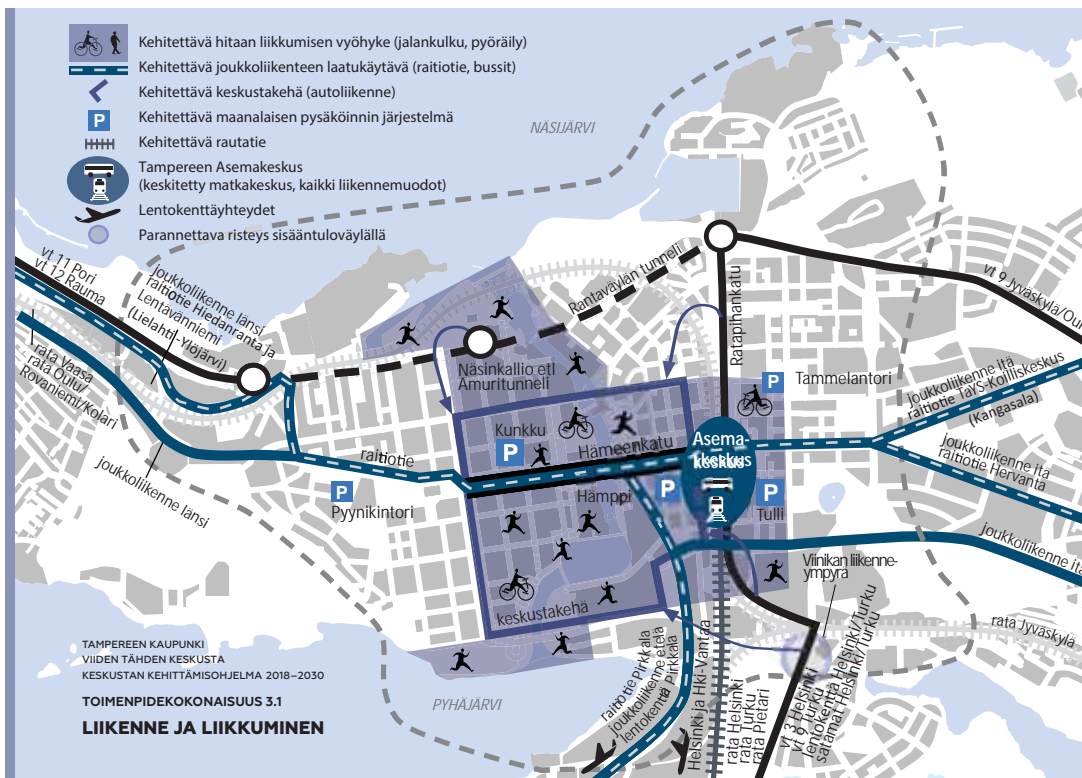 Kehitettävä hitaan liikkumisen vyöhyke (jalankulku, pyöräily)
Kehitettävä joukkoliikenteen laatukäytävä (raitiotie, bussit)
Kehitettävä keskustakehä (autoliikenne)
P
Kehitettävä maanalaisen pysäköinnin järjestelmä
Kehitettävä rautatie
Tampereen Asemakeskus
(keskitetty matkakeskus, kaikki liikennemuodot)
Lentokenttäyhteydet
Parannettava risteys sisääntuloväylällä
NÄSIJÄRVI
vt 11 Pori
vt 12 Rauma
joukkoliikenne länsi
raitiotie Hiedanranta ja
Lentävänniemi
(Lielahti-Ylöjärvi)
rata Vaasa
rata Oulu/
Rovaniemi/Kolari
joukkoliikenne länsi
Rantaväylän tunneli
Ratapihankatu
vt 9 Jyväskylä/Oul
Näsinkallio etl
Amuritunneli
P
Tammelantori
joukkoliikenne itä
raitiotie TaYS-Koilliskeskus
(Kangasala)
joukkoliikenne itä
raitiotie Hervanta
joukkoliikenne itä
Kunkku
P
Hämeenkatu
Asema-
keskus
raitiotie
Hämppi
P
P
Tulli
P
Pyynikintori
Viinikan liikenne-
ympyrä
keskustakehä
rata Jyväskylä
raitiotie Pirkkala
joukkoliikenne etelä
lentokenttä Pirkkala
Helsinki ja Hki-Vantaa
rata Helsinki
rata Turku
rata Pietari
vt 3 Helsinki
vt 9 Turku
lentokenttä Helsinki/Turku
satamat Helsinki/Turku
PYHÄJÄRVI
TAMPEREEN KAUPUNKI
VIIDEN TÄHDEN KESKUSTA
KESKUSTAN KEHITTÄMISOHJELMA 2018–2030
TOIMENPIDEKOKONAISUUS 3.1
LIIKENNE JA LIIKKUMINEN